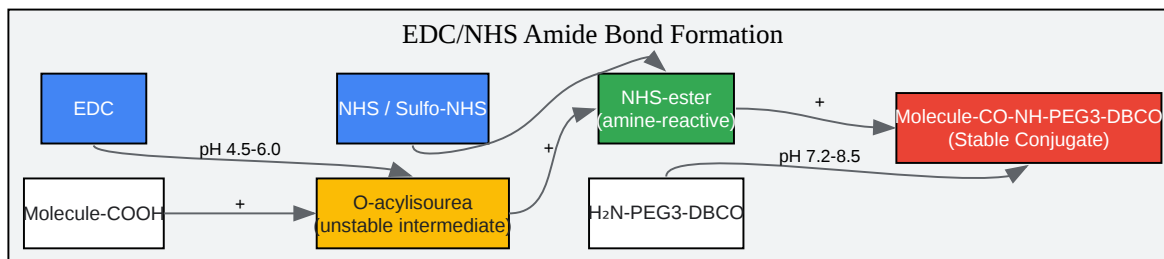 EDC/NHS Amide Bond Formation
EDC
NHS / Sulfo-NHS
NHS-ester
(amine-reactive)
+
Molecule-CO-NH-PEG3-DBCO
(Stable Conjugate)
pH 4.5-6.0
+
pH 7.2-8.5
Molecule-COOH
+
O-acylisourea
(unstable intermediate)
H₂N-PEG3-DBCO